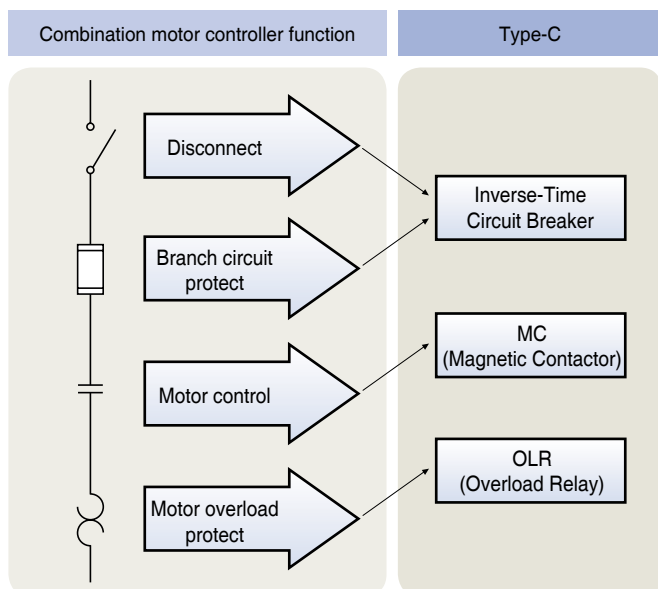 Combination motor controller function
Type-C
Disconnect
Branch circuit
protect
Motor control
Motor overload
protect
Inverse-Time
Circuit Breaker
MC
(Magnetic Contactor)
OLR
(Overload Relay)